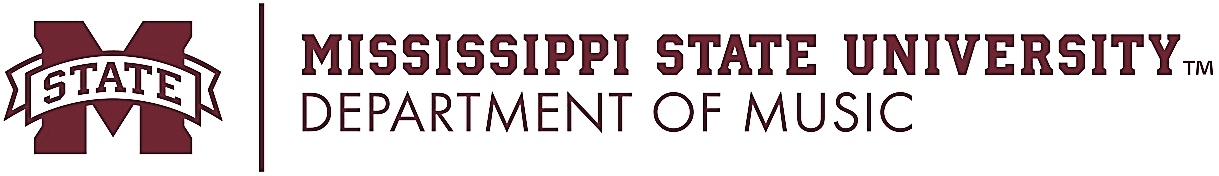 STATE
MISSISSIPPI STATE UNIVERSITY™
DEPARTMENT OF MUSIC